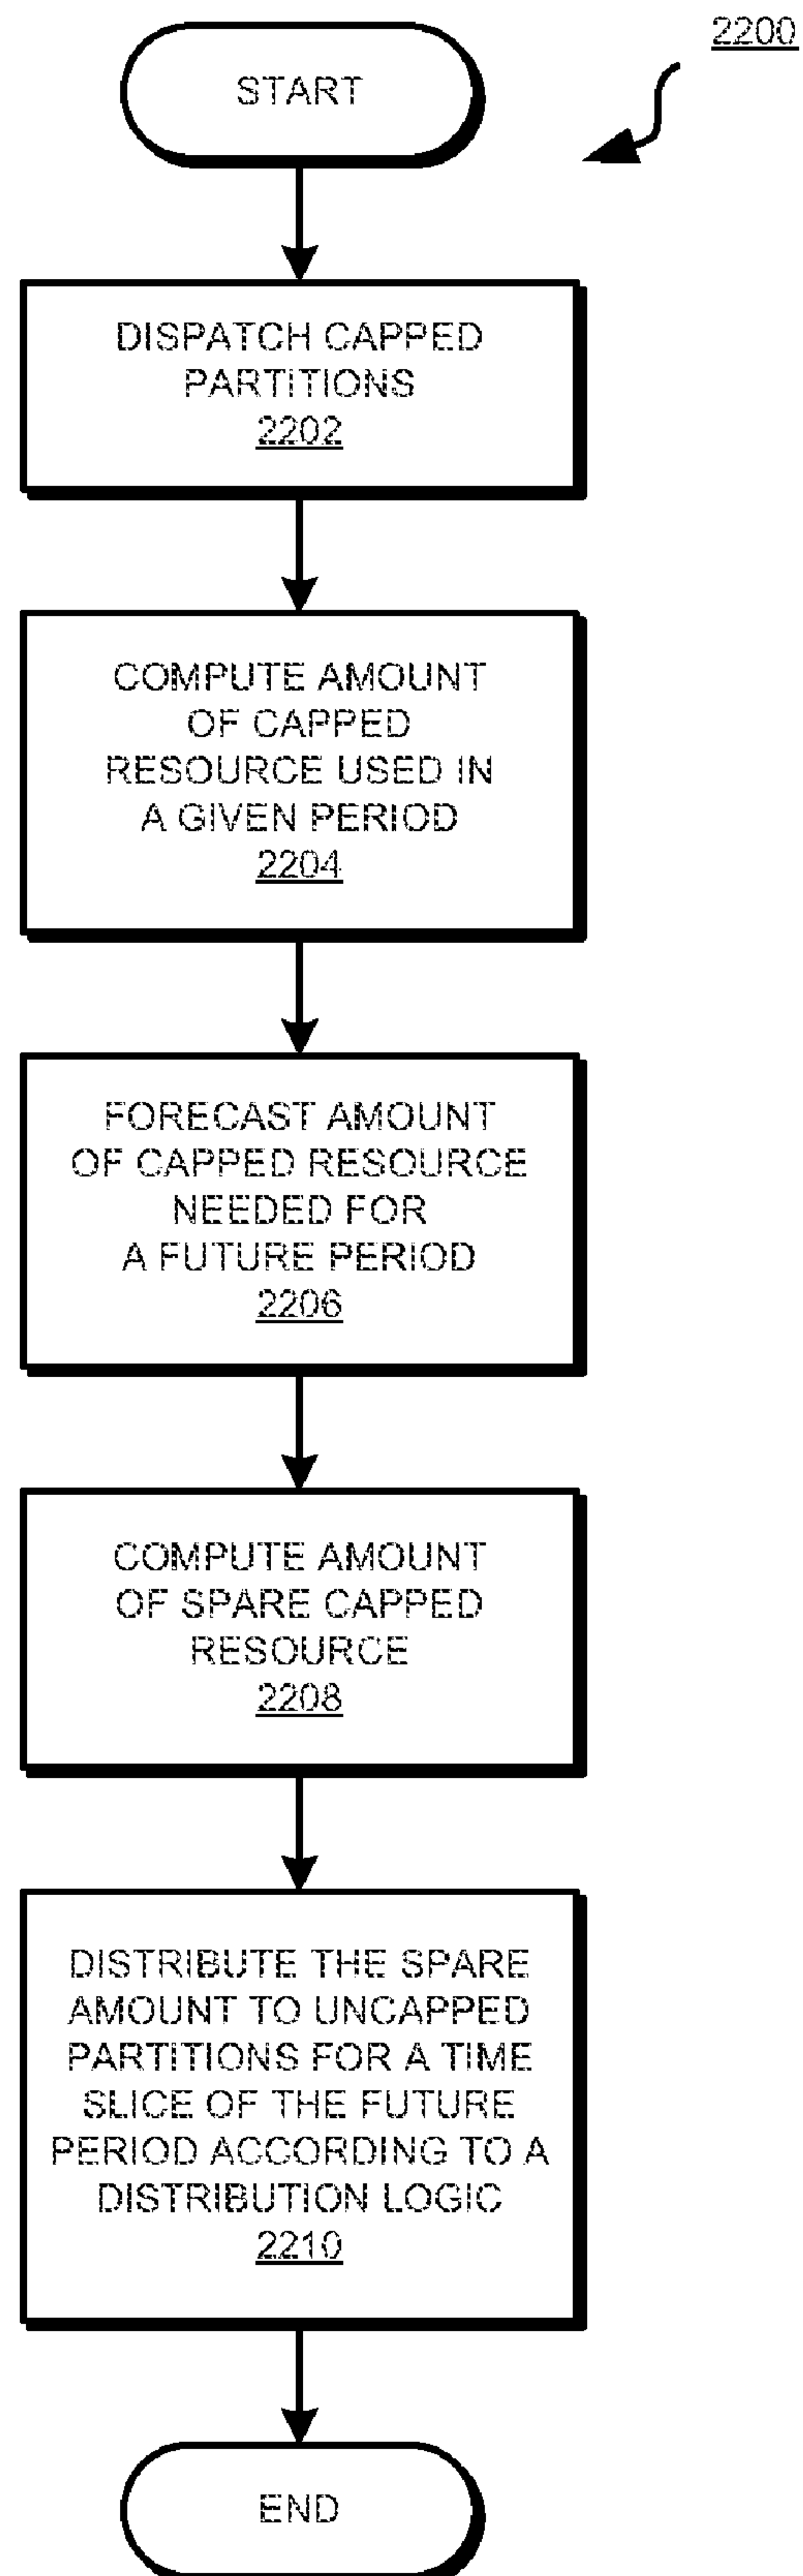 2200
START
DISPATCH CAPPED
PARTITIONS
2202
COMPUTE AMOUNT
OF CAPPED
RESOURCE USED IN
A GIVEN PERIOD
2204
FORECAST AMOUNT
OF CAPPED RESOURCE
NEEDED FOR
A FUTURE PERIOD
2206
COMPUTE AMOUNT
OF SPARE CAPPED
RESOURCE
2208
DISTRIBUTE THE SPARE
AMOUNT TO UNCAPPED
PARTITIONS FOR A TIME
SLICE OF THE FUTURE
PERIOD ACCORDING TO A
DISTRIBUTION LOGIC
2210
END